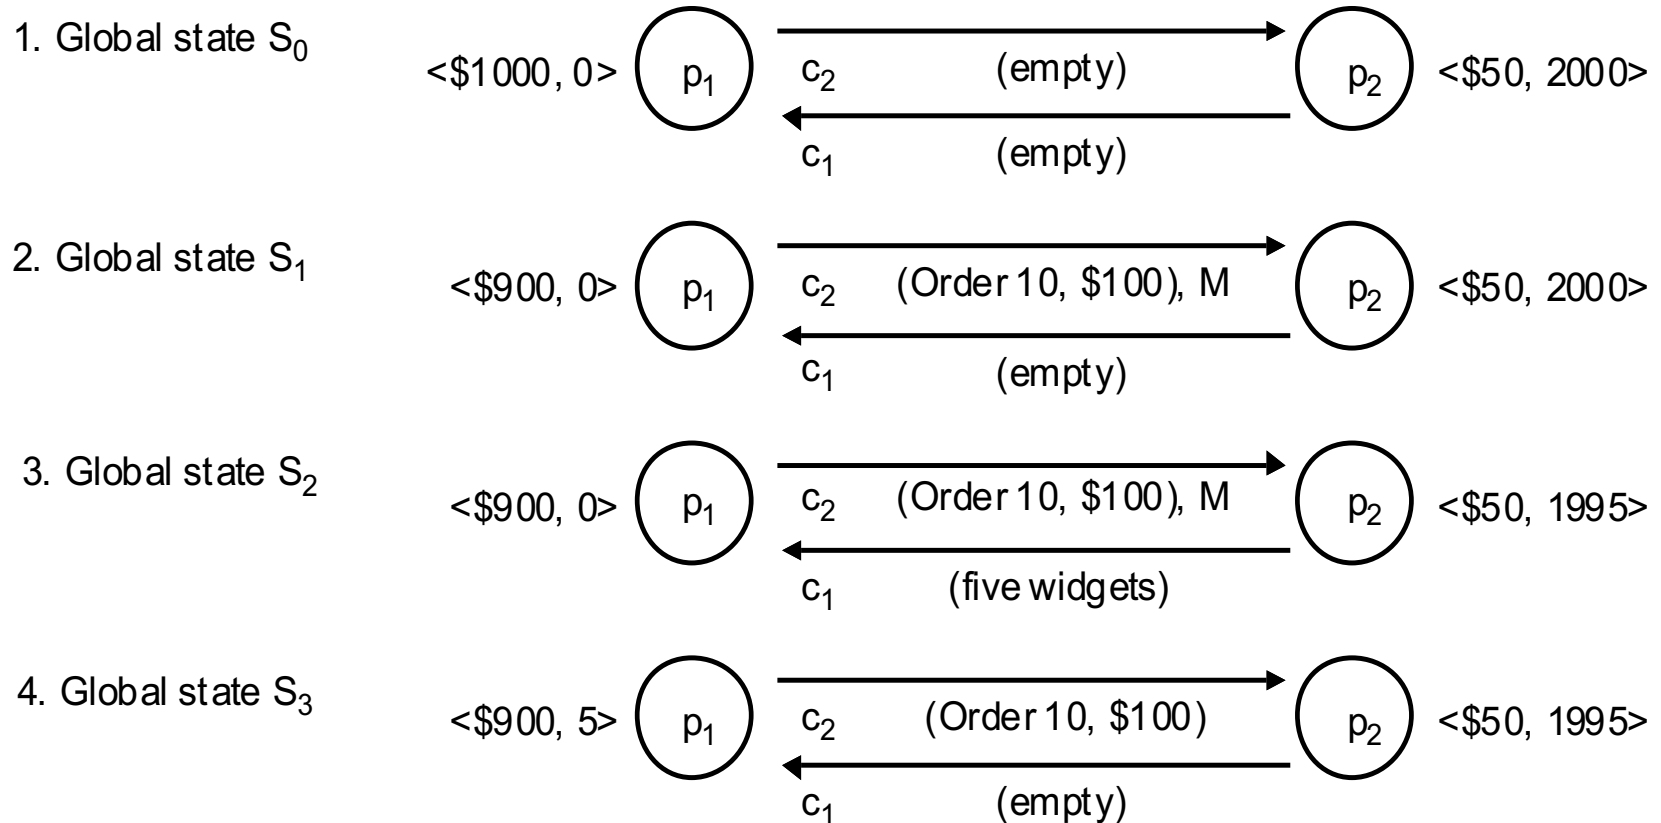 1. Global state S0
<$1000, 0> p1 c2 (empty) p2 <$50, 2000>
c1 (empty)
2. Global state S1
<$900, 0> p1 c2 (Order 10, $100), M p2 <$50, 2000>
c1 (empty)
3. Global state S2
<$900, 0> p1 c2 (Order 10, $100), M p2 <$50, 1995>
c1 (five widgets)
4. Global state S3
<$900, 5> p1 c2 (Order 10, $100) p2 <$50, 1995>
c1 (empty)